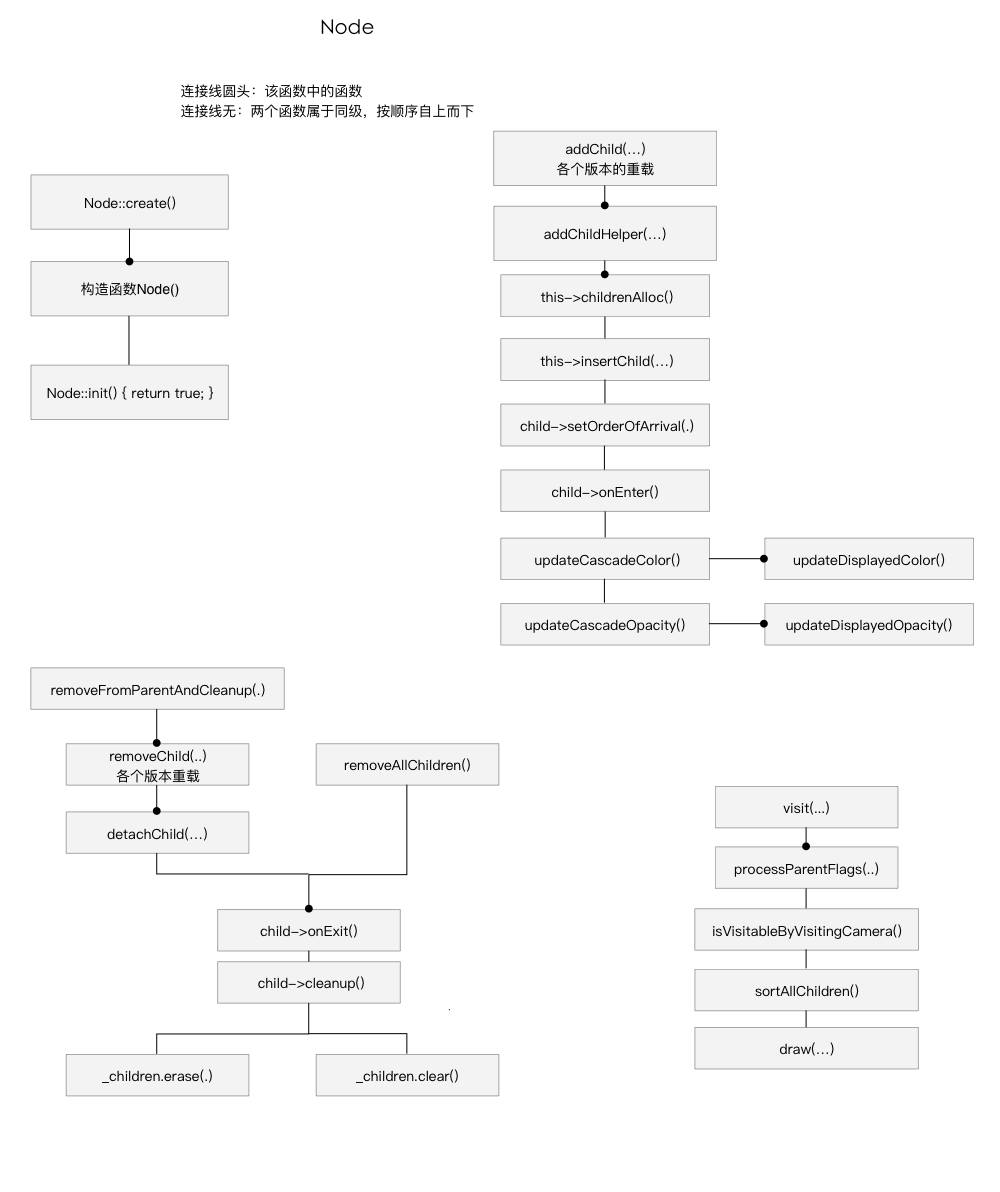 Node
连接线圆头：该函数中的函数
连接线无：两个函数属于同级，按顺序自上而下
Node::create()
构造函数Node()
Node::init() { return true; }
addChild(...)
各个版本的重载
addChildHelper(...)
this->childrenAlloc()
this->insertChild(...)
child->setOrderOfArrival(.)
child->onEnter()
updateCascadeColor()
updateDisplayedColor()
updateCascadeOpacity()
updateDisplayedOpacity()
removeFromParentAndCleanup(.)
removeChild(..)
各个版本重载
detachChild(...)
removeAllChildren()
child->onExit()
child->cleanup()
_children.erase(.)
_children.clear()
visit(...)
processParentFlags(..)
isVisitableByVisitingCamera()
sortAllChildren()
draw(...)